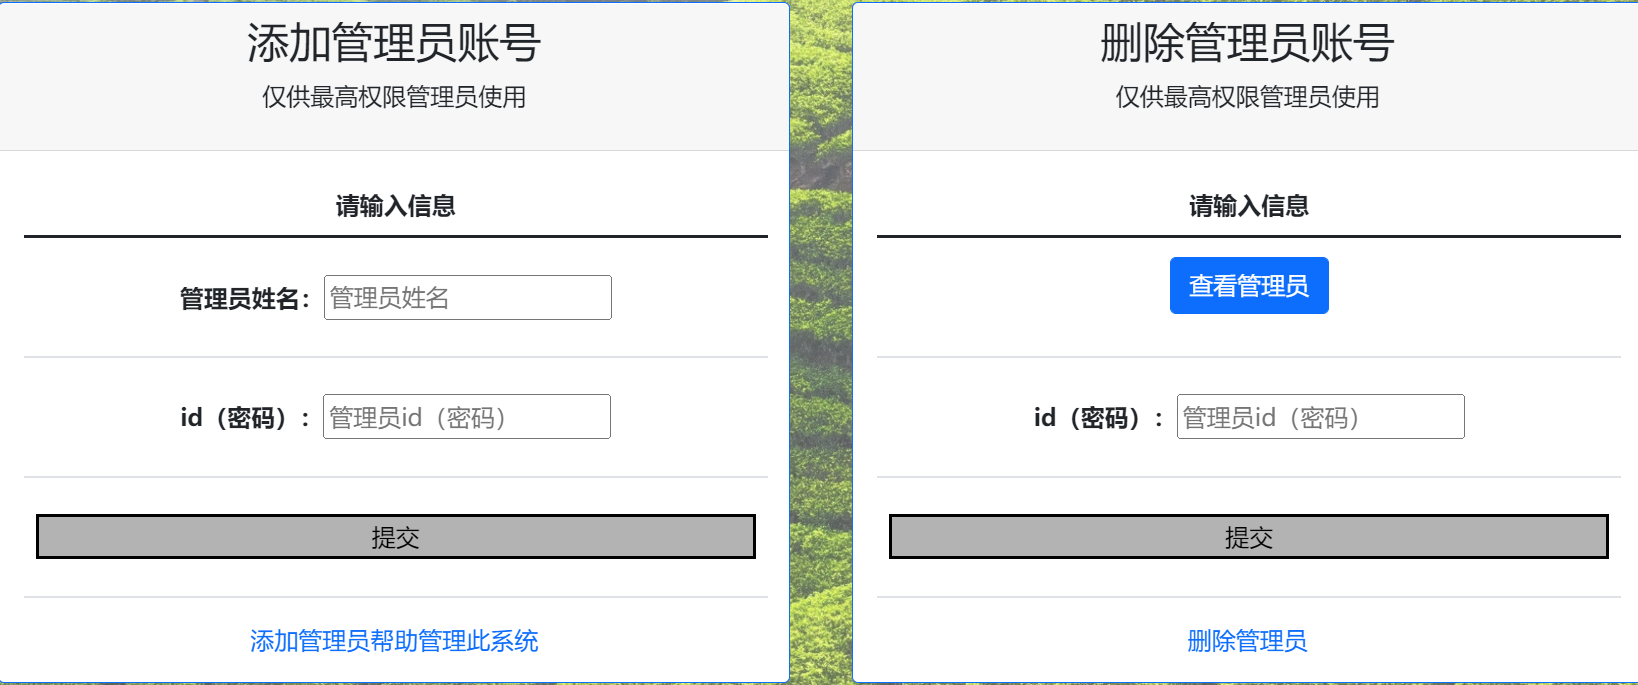 添加管理员账号
仅供最高权限管理员使用
请输入信息
管理员姓名： 管理员姓名
id（密码）： 管理员id（密码）
提交
添加管理员帮助管理此系统
删除管理员账号
仅供最高权限管理员使用
请输入信息
查看管理员
id（密码）： 管理员id（密码）
提交
删除管理员